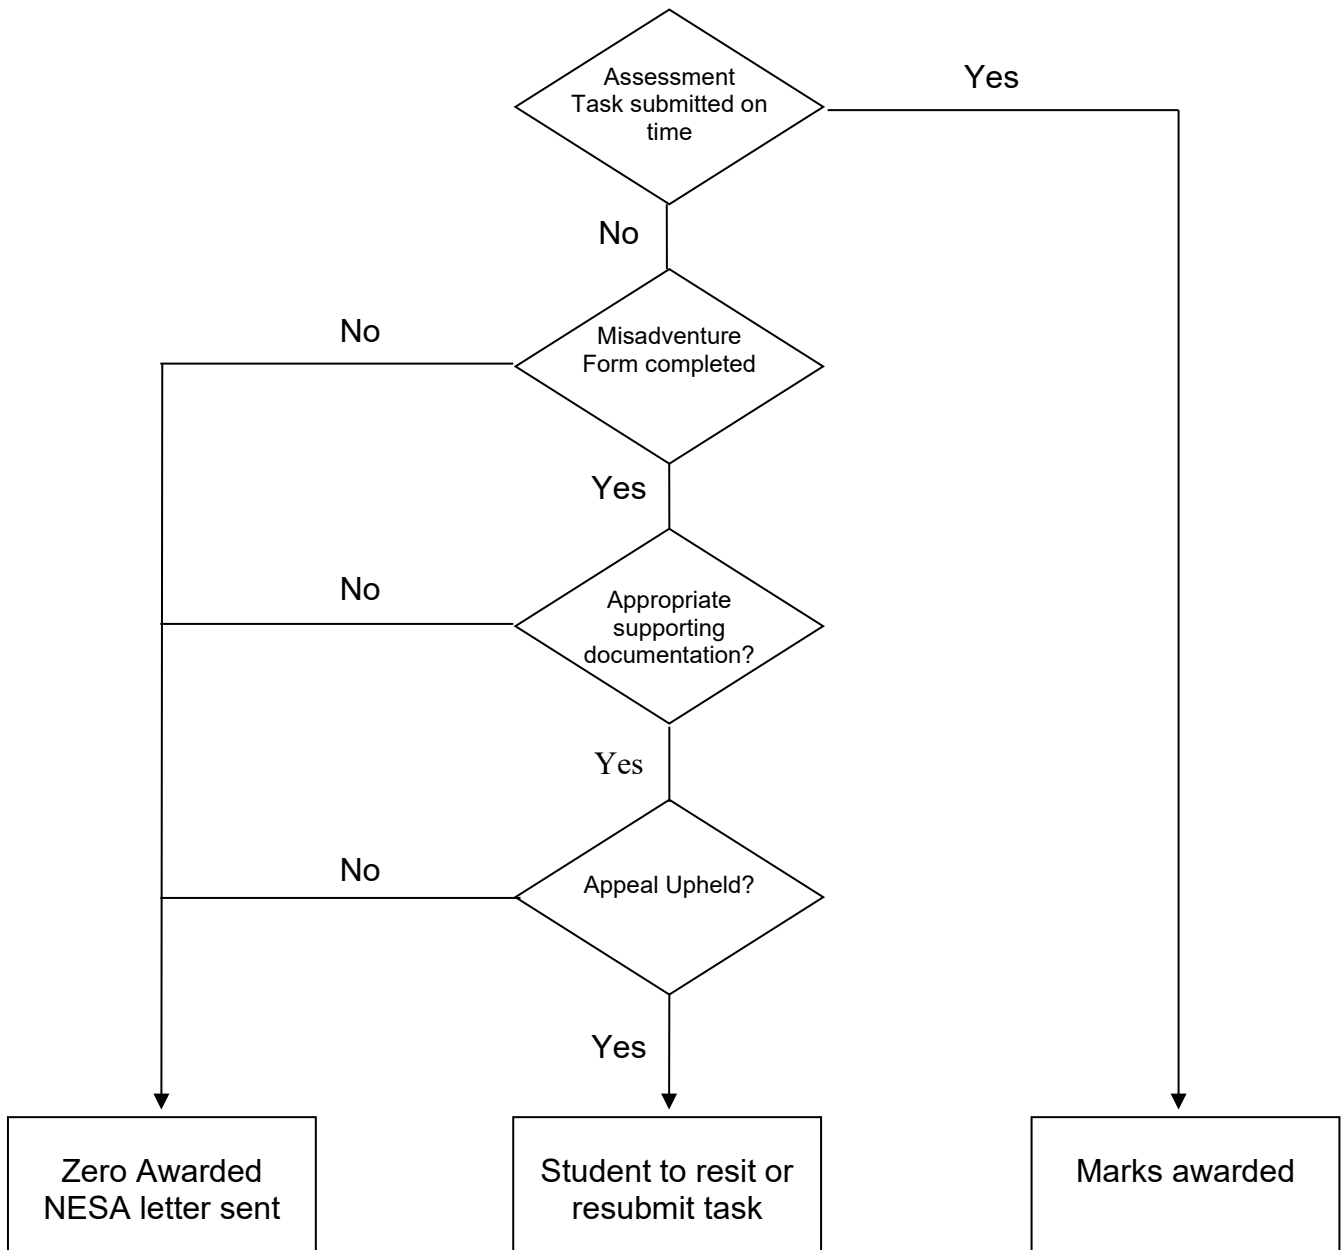 Assessment
Task submitted on
time
Yes
No
Misadventure
Form completed
No
Yes
Appropriate
supporting
documentation?
No
Yes
Appeal Upheld?
No
Yes
Zero Awarded
NESA letter sent
Student to resit or
resubmit task
Marks awarded